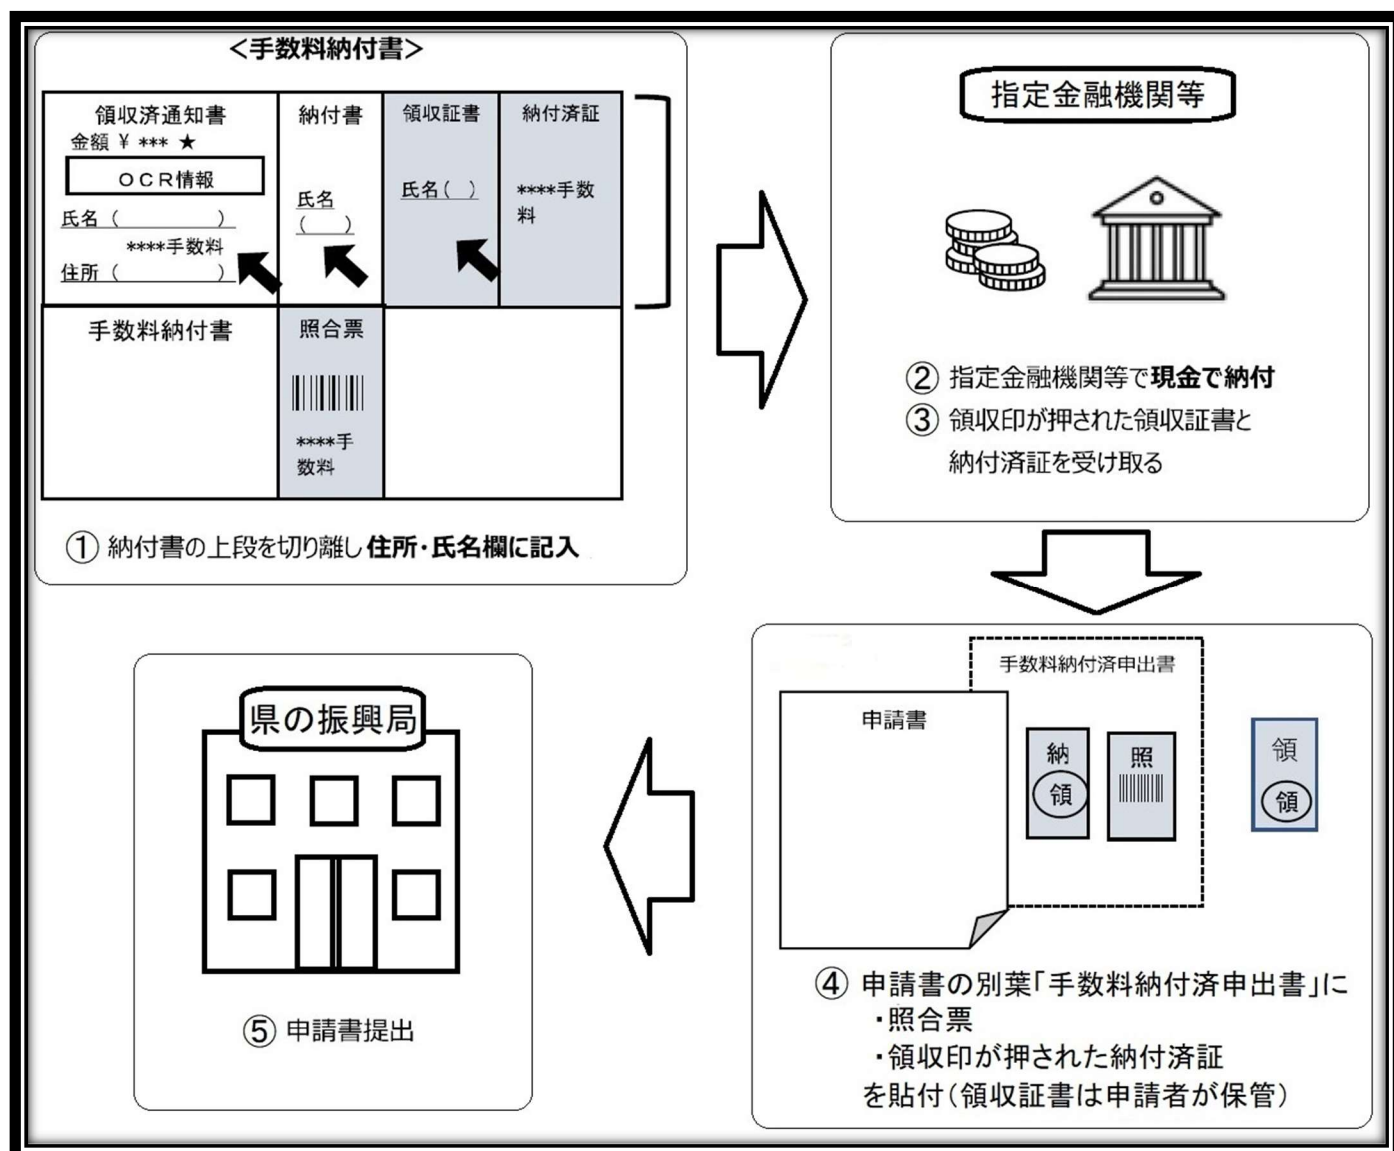 <手数料納付書>
領収済通知書
金額 ¥ *** ★
OCR情報
氏名 (　　　)
****手数料
住所 (　　　)
納付書
氏名
(　)
領収証書
氏名(　)
納付済証
****手数
料
手数料納付書
照合票
****手
数料
① 納付書の上段を切り離し 住所・氏名欄に記入
指定金融機関等
② 指定金融機関等で現金で納付
③ 領収印が押された領収証書と
納付済証を受け取る
手数料納付済申出書
申請書
納
領
照
領
領
④ 申請書の別葉「手数料納付済申出書」に
・照合票
・領収印が押された納付済証
を貼付(領収証書は申請者が保管)
県の振興局
⑤ 申請書提出